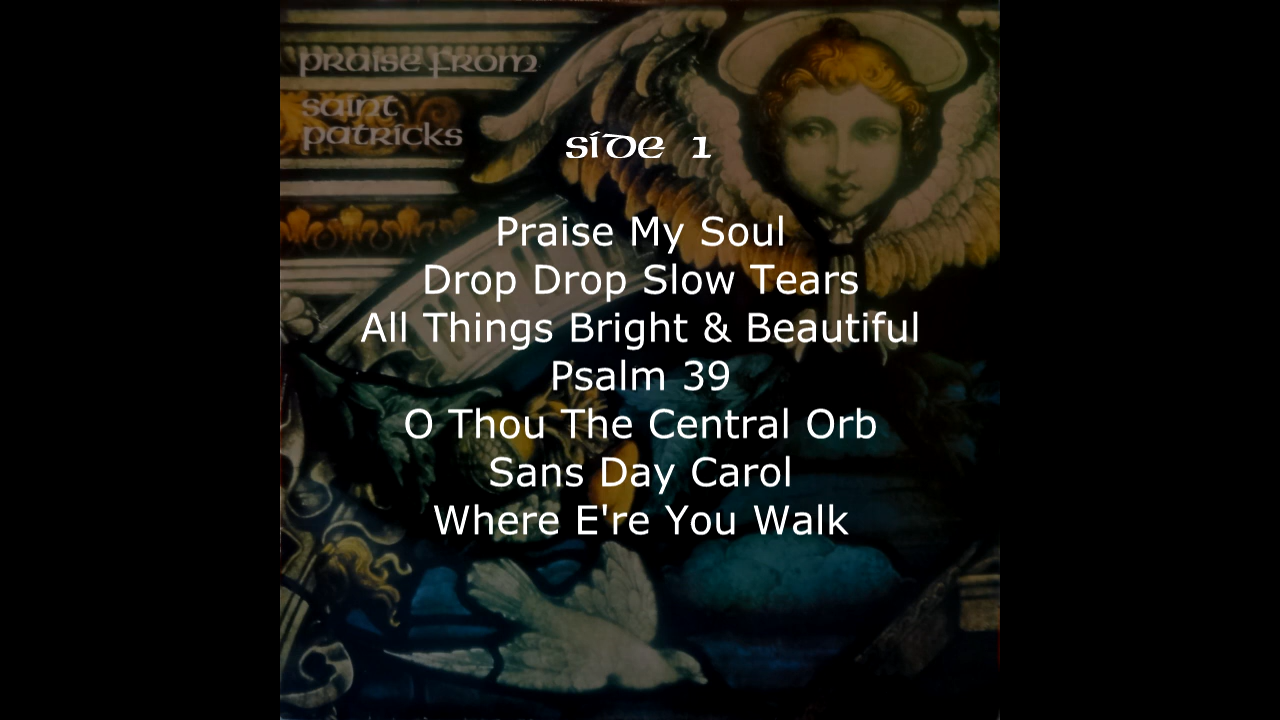 praise from
saint
patricks
Side 1
Praise My Soul
Drop Drop Slow Tears
All Things Bright & Beautiful
Psalm 39
O Thou The Central Orb
Sans Day Carol
Where E're You Walk